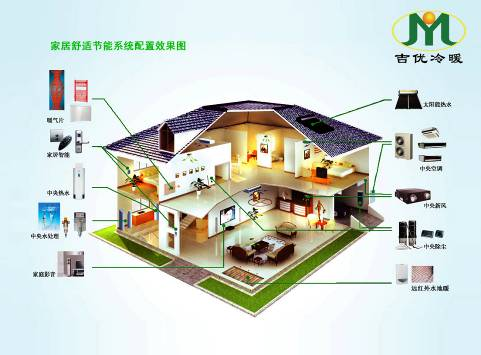 吉优冷暖
家居舒适节能系统配置效果图
暖气片
家居智能
中央热水
中央水处理
家庭影音
太阳能热水
中央空调
中央新风
中央除尘
远红外水地暖